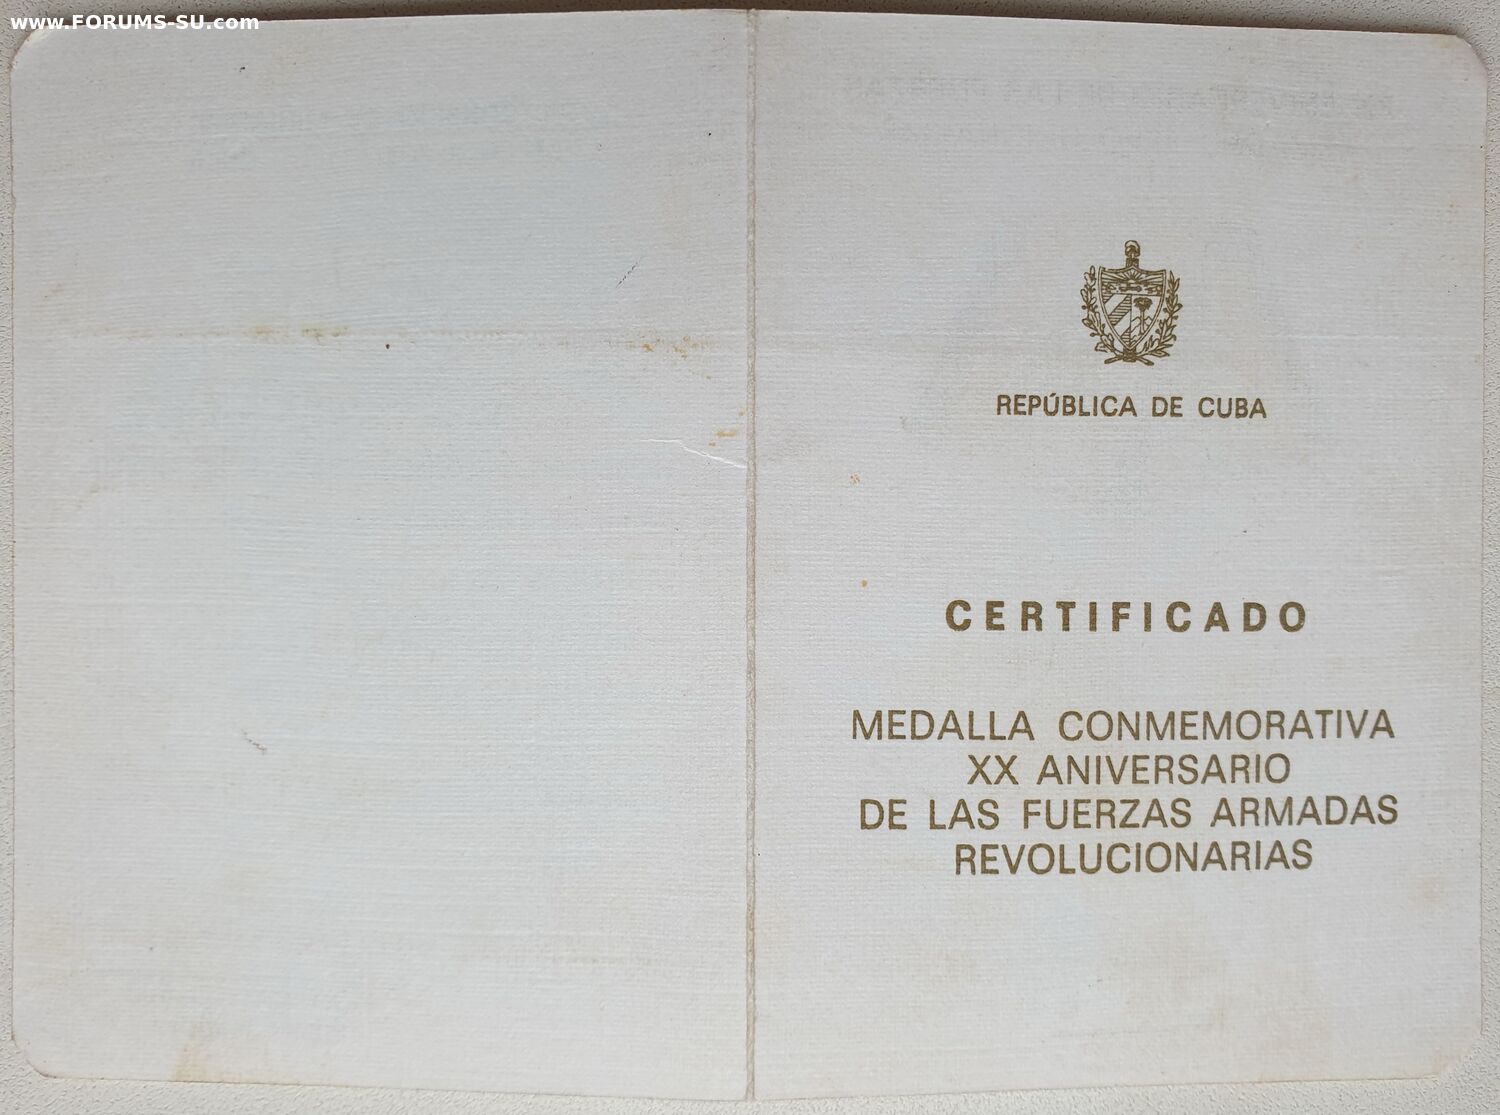 www.FORUMS-SU.com
REPÚBLICA DE CUBA
CERTIFICADO
MEDALLA CONMEMORATIVA
XX ANIVERSARIO
DE LAS FUERZAS ARMADAS
REVOLUCIONARIAS